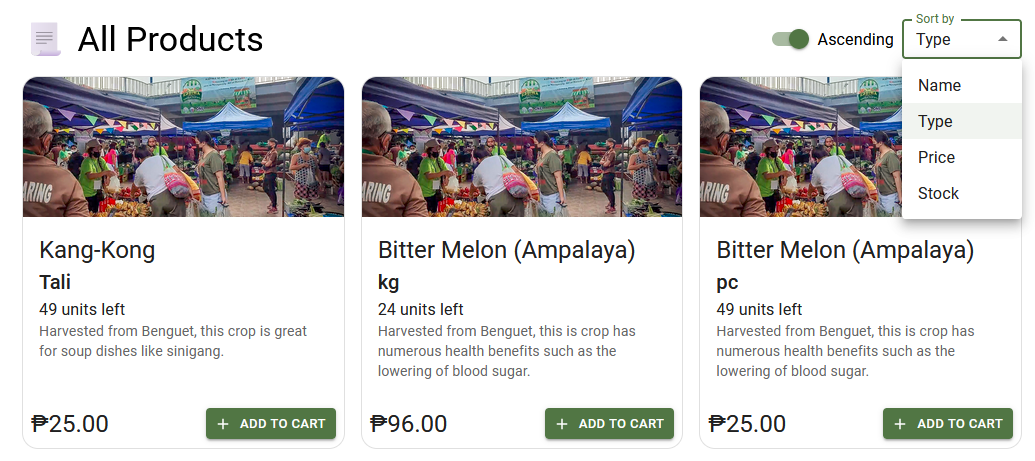 All Products
Ascending
Sort by
Type
Name
Type
Price
Stock
ARING
ARING
ARING
Kang-Kong
Tali
49 units left
Harvested from Benguet, this crop is great
for soup dishes like sinigang.
₱25.00
+ ADD TO CART
Bitter Melon (Ampalaya)
kg
24 units left
Harvested from Benguet, this is crop has
numerous health benefits such as the
lowering of blood sugar.
₱96.00
+ ADD TO CART
Bitter Melon (Ampalaya)
pc
49 units left
Harvested from Benguet, this is crop has
numerous health benefits such as the
lowering of blood sugar.
₱25.00
+ ADD TO CART